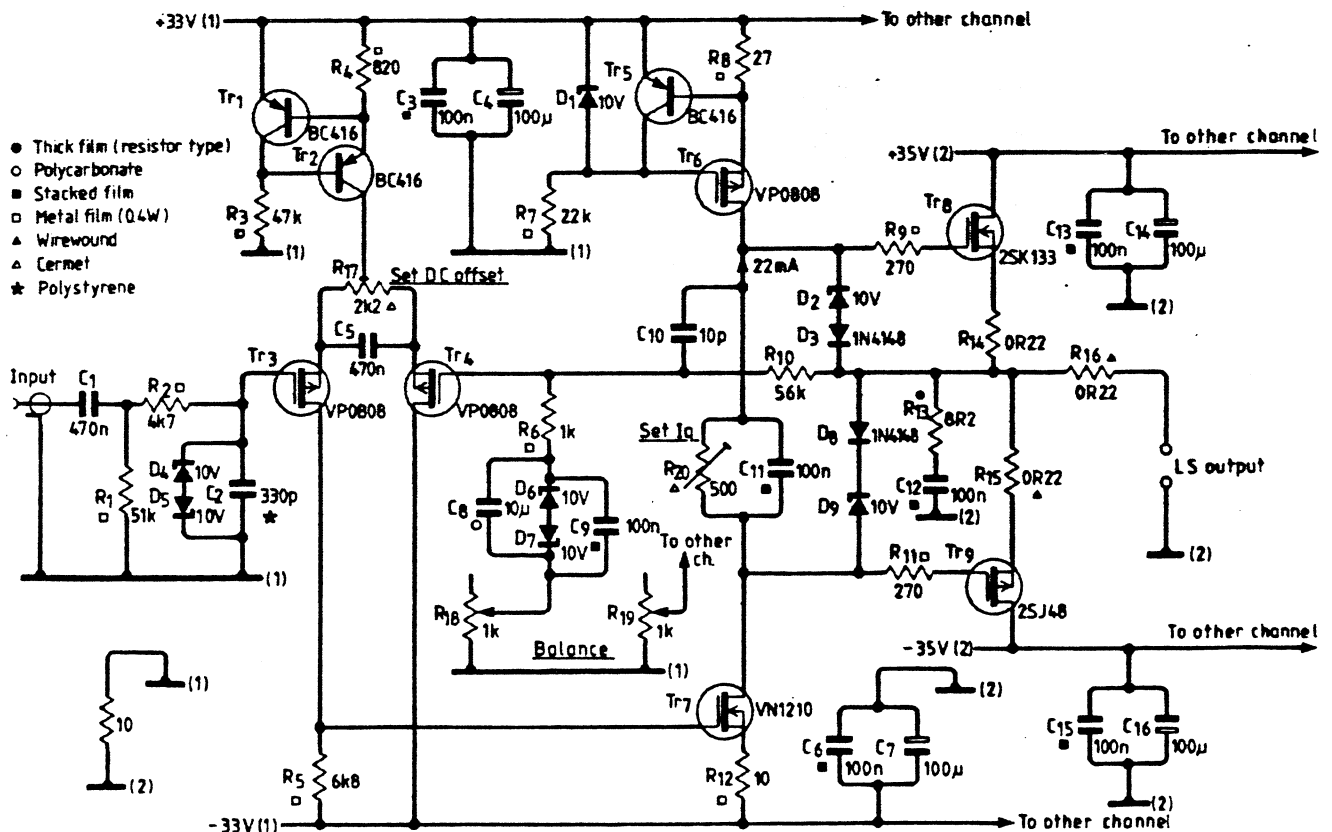 +33V (1)
To other channel
R4 820
Tr1
BC416
Tr2
BC416
R3 47k
(1)
C3 100n
C4 100µ
D1 10V
Tr5
BC416
R8 27
Tr6
VP0808
R7 22k
(1)
● Thick film (resistor type)
○ Polycarbonate
■ Stacked film
□ Metal film (0.4W)
▲ Wirewound
△ Cermet
★ Polystyrene
R17
2k2
Set DC offset
C5
470n
Tr3
VP0808
Tr4
VP0808
Input
C1
470n
R2
4k7
R1
51k
D4 10V
D5 10V
C2 330p
(1)
22mA
C10 10p
D2 10V
D3 1N4148
R9
270
+35V (2)
To other channel
Tr8
2SK133
C13 100n
C14 100µ
(2)
R14 0R22
R10
56k
R16
0R22
R6 1k
C8 10µ
D6 10V
D7 10V
C9 100n
Set Iq
R20 500
C11 100n
D8 1N4148
D9 10V
R13 8R2
C12 100n
(2)
R15 0R22
LS output
(2)
To other
ch.
R18 1k
R19 1k
Balance
(1)
R11
270
Tr9
2SJ48
-35V (2)
To other channel
Tr7
VN1210
R12 10
C6 100n
C7 100µ
(2)
C15 100n
C16 100µ
(2)
10
(1)
(2)
R5 6k8
-33V (1)
To other channel